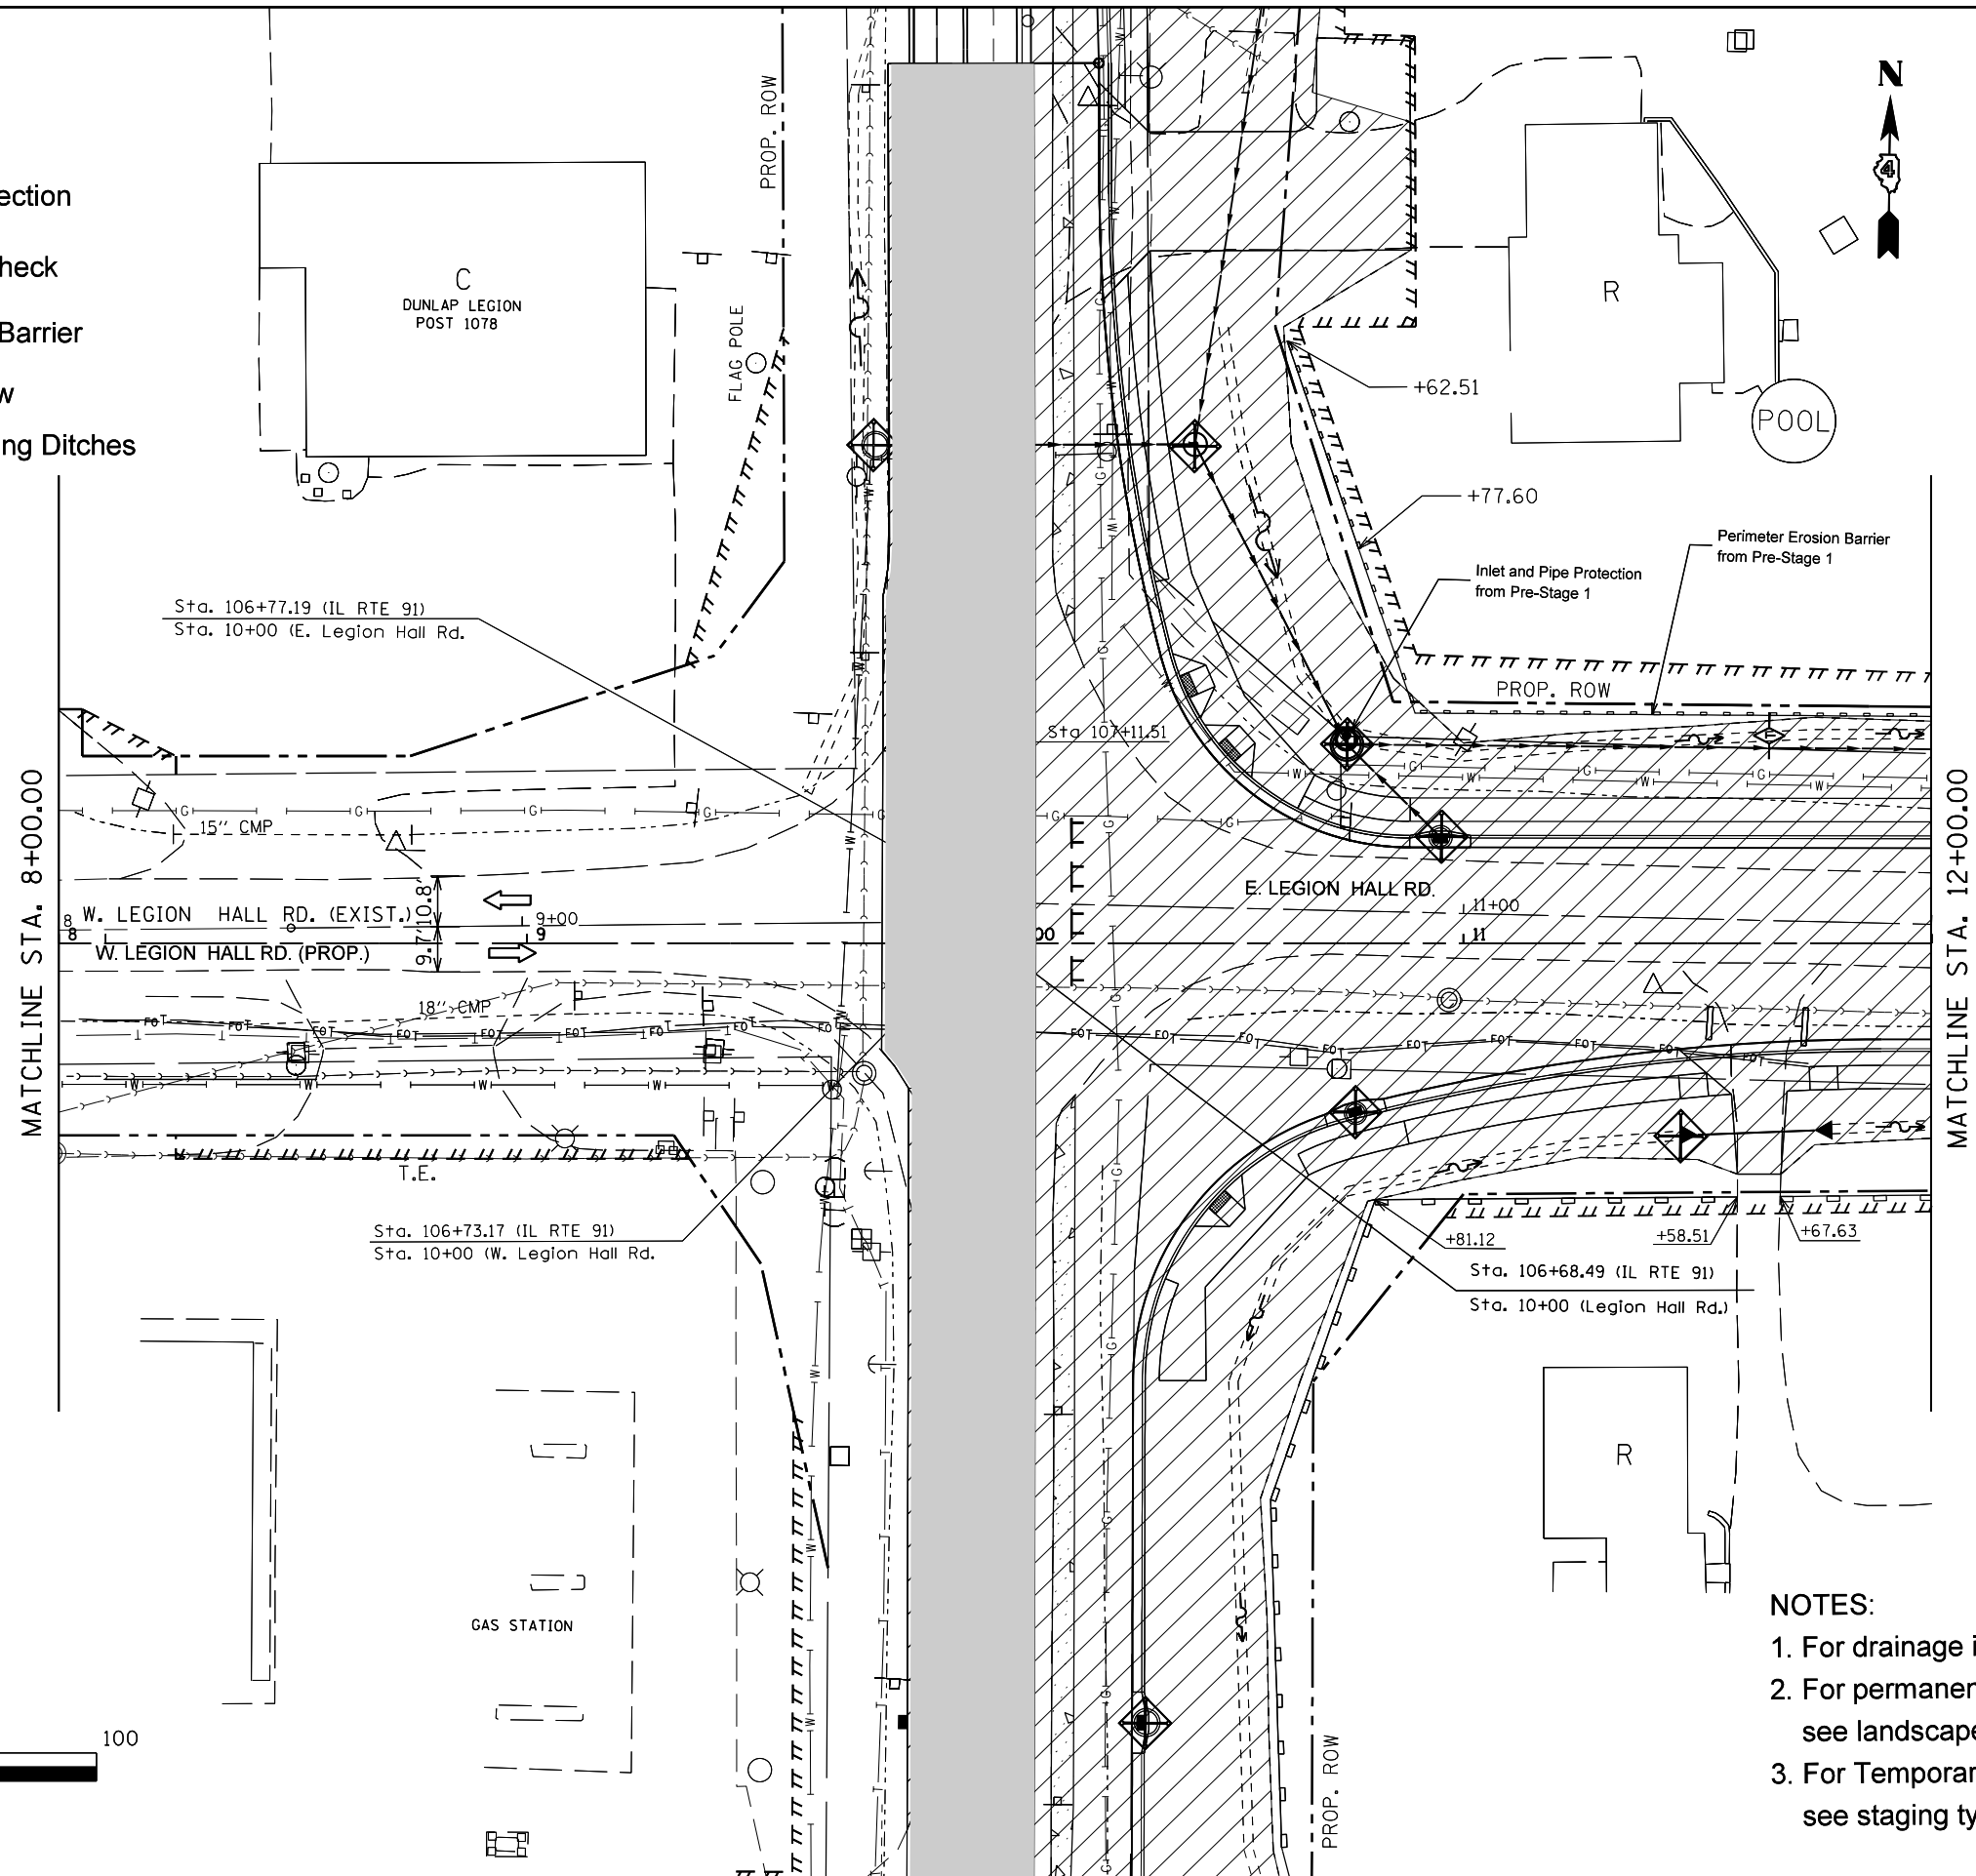 N
4
PROP. ROW
ection
heck
Barrier
w
ng Ditches
C
DUNLAP LEGION
POST 1078
FLAG POLE
R
POOL
+62.51
+77.60
Perimeter Erosion Barrier
from Pre-Stage 1
Inlet and Pipe Protection
from Pre-Stage 1
Sta. 106+77.19 (IL RTE 91)
Sta. 10+00 (E. Legion Hall Rd.
PROP. ROW
Sta 107+11.51
15'' CMP
MATCHLINE STA. 8+00.00
MATCHLINE STA. 12+00.00
10.8'
9.7'
E. LEGION HALL RD.
W. LEGION HALL RD. (EXIST.)
8
9+00
11+00
8
9
00
11
W. LEGION HALL RD. (PROP.)
18'' CMP
T.E.
Sta. 106+73.17 (IL RTE 91)
Sta. 10+00 (W. Legion Hall Rd.
+81.12
+58.51
+67.63
Sta. 106+68.49 (IL RTE 91)
Sta. 10+00 (Legion Hall Rd.)
R
GAS STATION
PROP. ROW
100
NOTES:
1. For drainage i
2. For permanen
see landscape
3. For Temporar
see staging ty